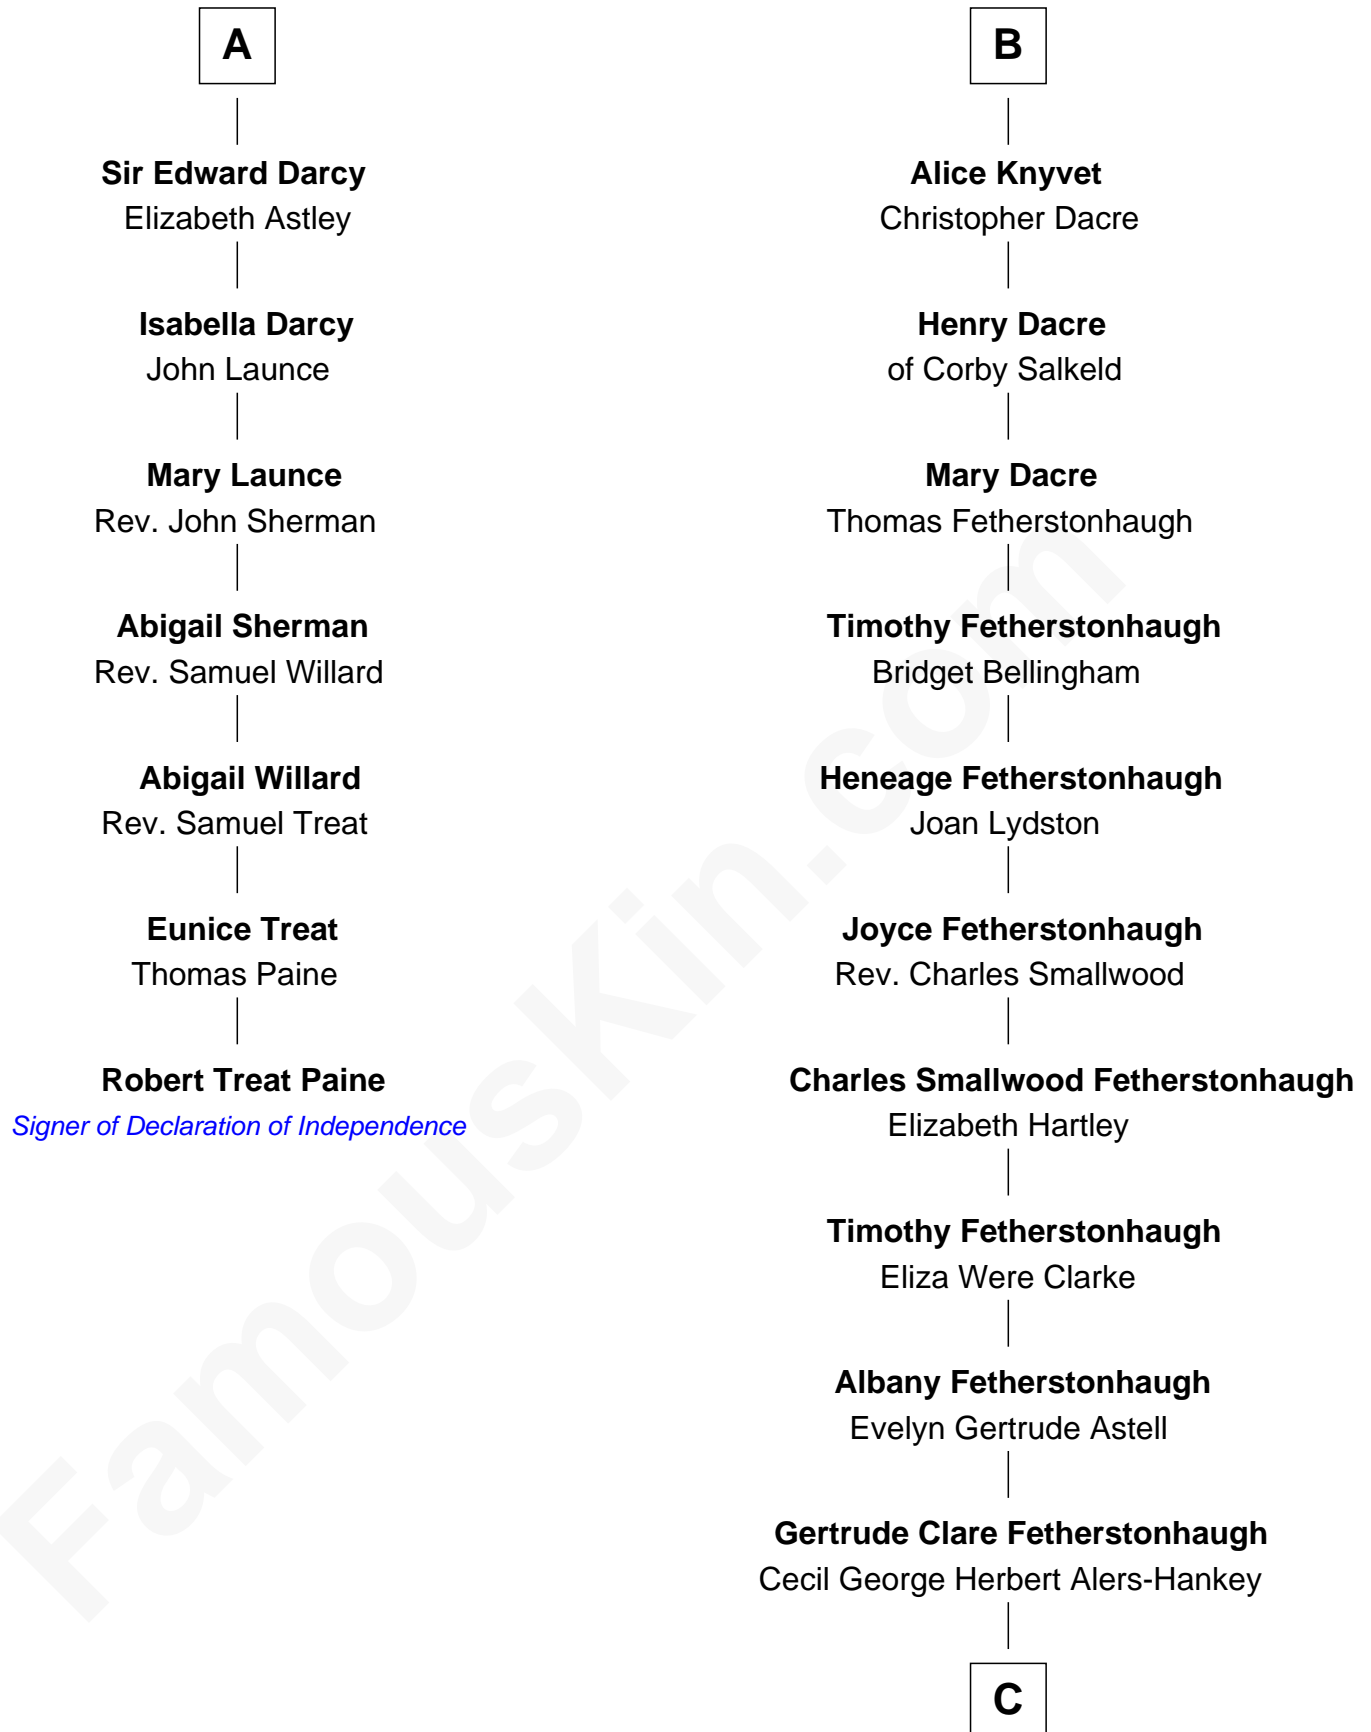 A
Sir Edward Darcy
Elizabeth Astley
Isabella Darcy
John Launce
Mary Launce
Rev. John Sherman
Abigail Sherman
Rev. Samuel Willard
Abigail Willard
Rev. Samuel Treat
Eunice Treat
Thomas Paine
Robert Treat Paine
Signer of Declaration of Independence
B
Alice Knyvet
Christopher Dacre
Henry Dacre
of Corby Salkeld
Mary Dacre
Thomas Fetherstonhaugh
Timothy Fetherstonhaugh
Bridget Bellingham
Heneage Fetherstonhaugh
Joan Lydston
Joyce Fetherstonhaugh
Rev. Charles Smallwood
Charles Smallwood Fetherstonhaugh
Elizabeth Hartley
Timothy Fetherstonhaugh
Eliza Were Clarke
Albany Fetherstonhaugh
Evelyn Gertrude Astell
Gertrude Clare Fetherstonhaugh
Cecil George Herbert Alers-Hankey
C
FamousKin.com